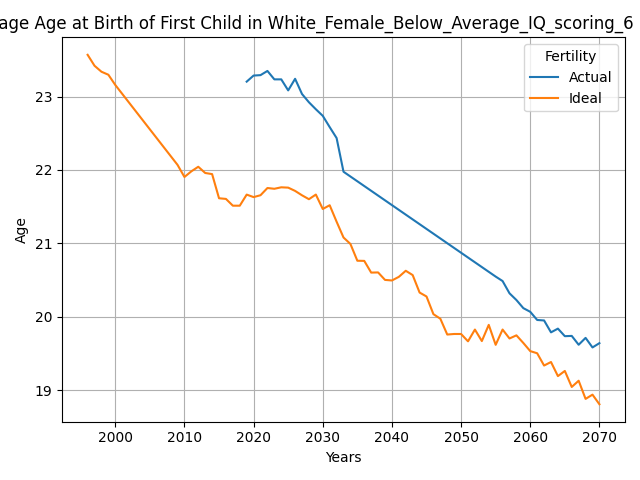 age Age at Birth of First Child in White_Female_Below_Average_IQ_scoring_6
Fertility
Actual
Ideal
Age
23
22
21
20
19
2000 2010 2020 2030 2040 2050 2060 2070
Years